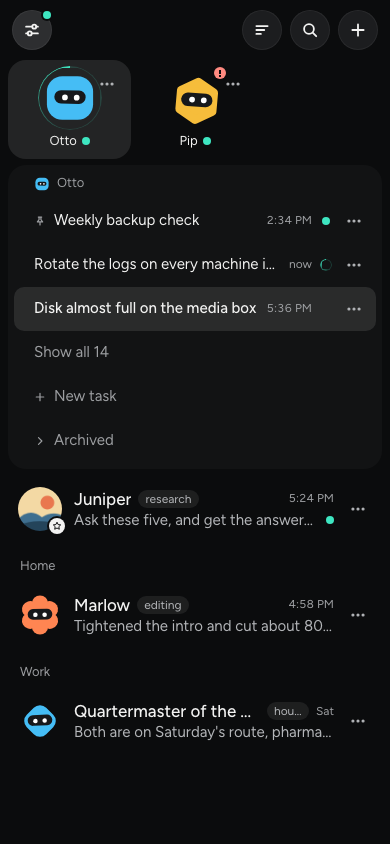 Otto
Pip
Otto
Weekly backup check 2:34 PM
Rotate the logs on every machine i... now
Disk almost full on the media box 5:36 PM
Show all 14
New task
Archived
Juniper research 5:24 PM
Ask these five, and get the answer...
Home
Marlow editing 4:58 PM
Tightened the intro and cut about 80...
Work
Quartermaster of the ... hou... Sat
Both are on Saturday's route, pharma...